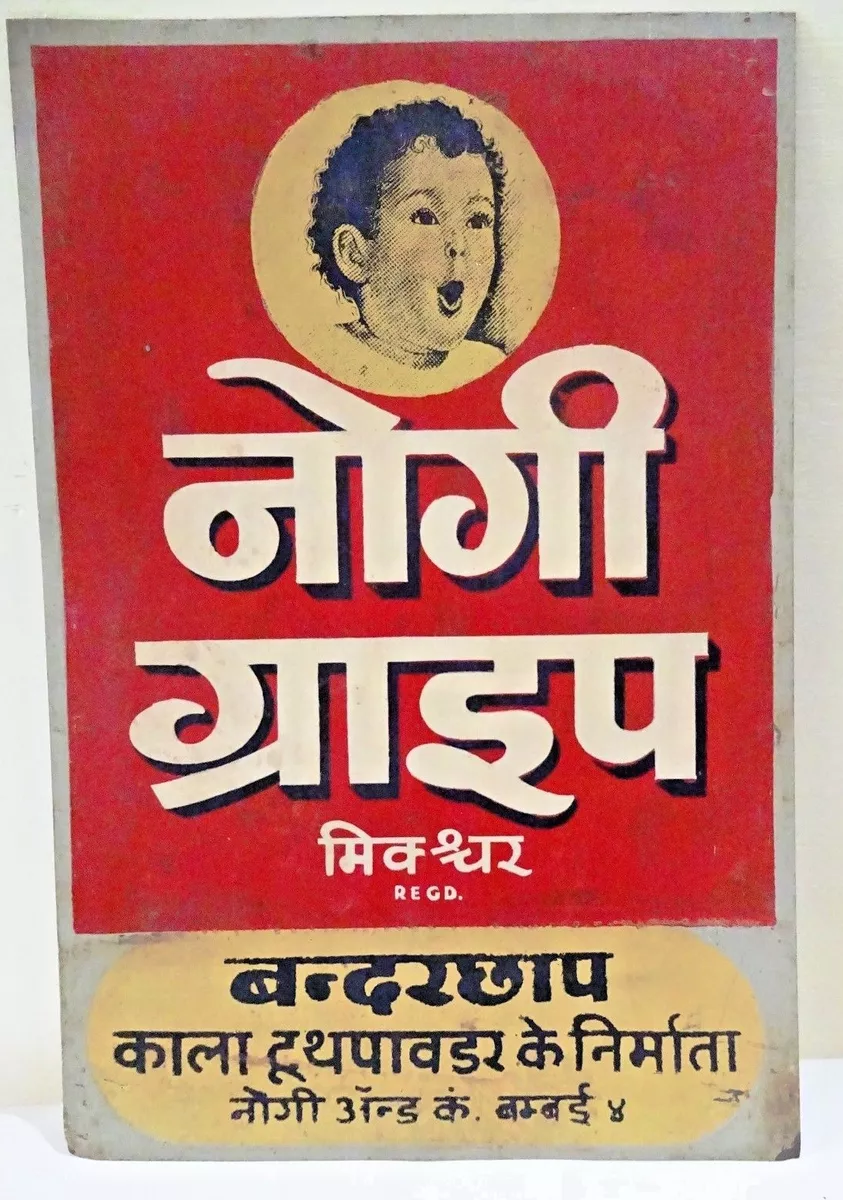 नोगी
ग्राइप
मिक्श्चर
REGD.
बन्दरछाप
काला टूथपावडर के निर्माता
नोगी ॲन्ड कं. बम्बई ४